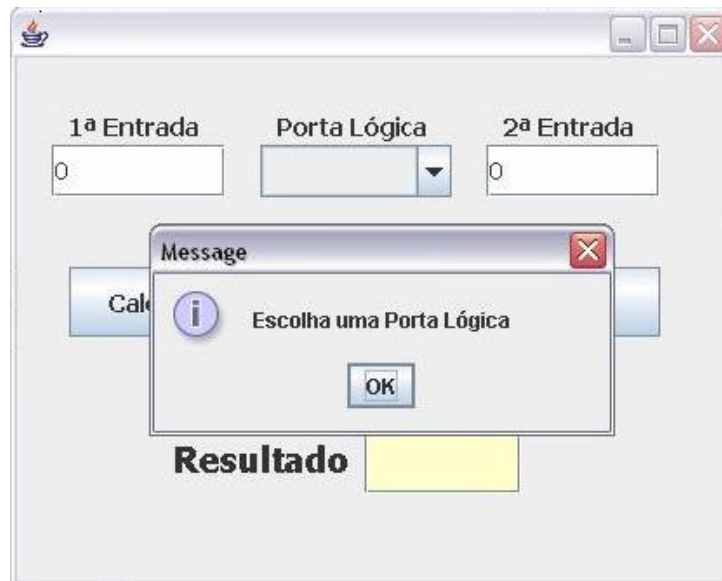 1ª Entrada Porta Lógica 2ª Entrada
0 0
Message
Escolha uma Porta Lógica
OK
Resultado